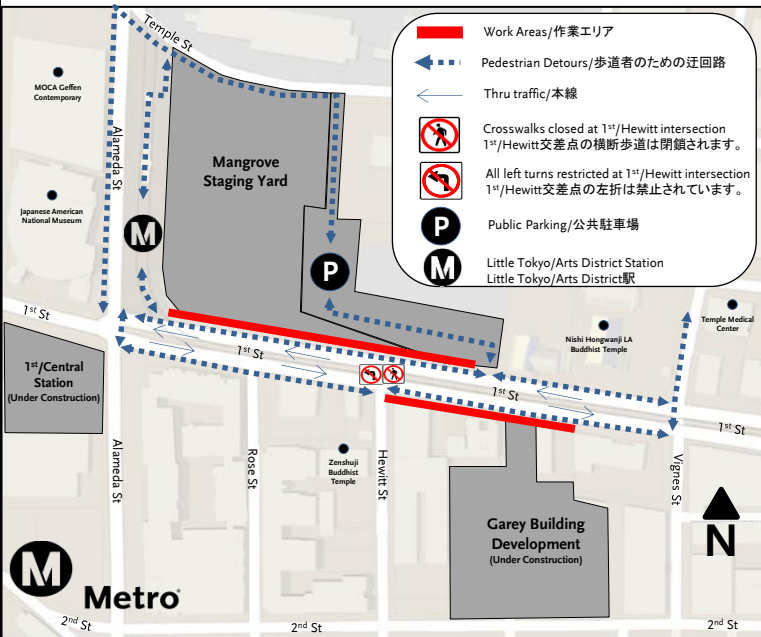 Temple St
MOCA Geffen
Contemporary
Alameda St
Japanese American
National Museum
Mangrove
Staging Yard
M
P
Work Areas/作業エリア
Pedestrian Detours/歩道者のための迂回路
Thru traffic/本線
Crosswalks closed at 1st/Hewitt intersection
1st/Hewitt交差点の横断歩道は閉鎖されます。
All left turns restricted at 1st/Hewitt intersection
1st/Hewitt交差点の左折は禁止されています。
P
Public Parking/公共駐車場
M
Little Tokyo/Arts District Station
Little Tokyo/Arts District駅
1st St
1st St
1st St
1st St
Nishi Hongwanji LA
Buddhist Temple
Temple Medical
Center
1st/Central
Station
(Under Construction)
Alameda St
Rose St
Zenshuji
Buddhist
Temple
Hewitt St
Garey Building
Development
(Under Construction)
Vignes St
N
M
Metro
2nd St
2nd St
2nd St